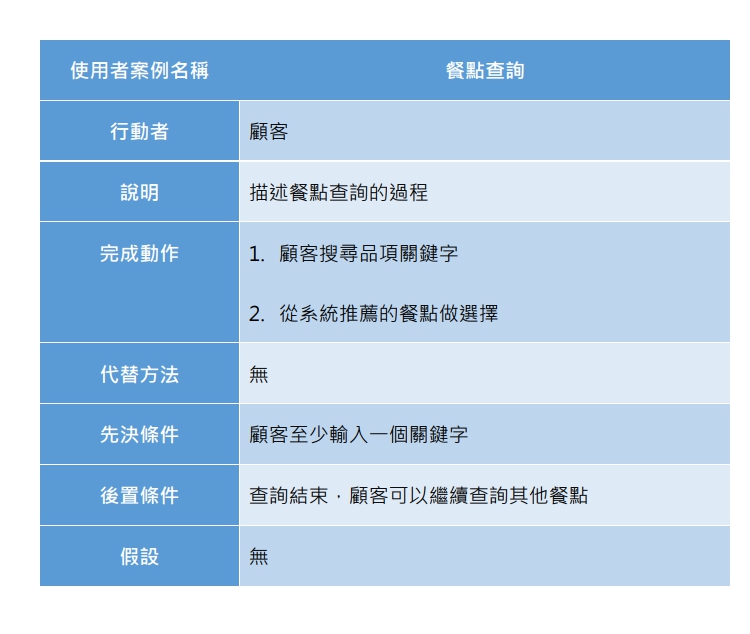 使用者案例名稱 餐點查詢
行動者 顧客
說明 描述餐點查詢的過程
完成動作 1. 顧客搜尋品項關鍵字
2. 從系統推薦的餐點做選擇
代替方法 無
先決條件 顧客至少輸入一個關鍵字
後置條件 查詢結束，顧客可以繼續查詢其他餐點
假設 無